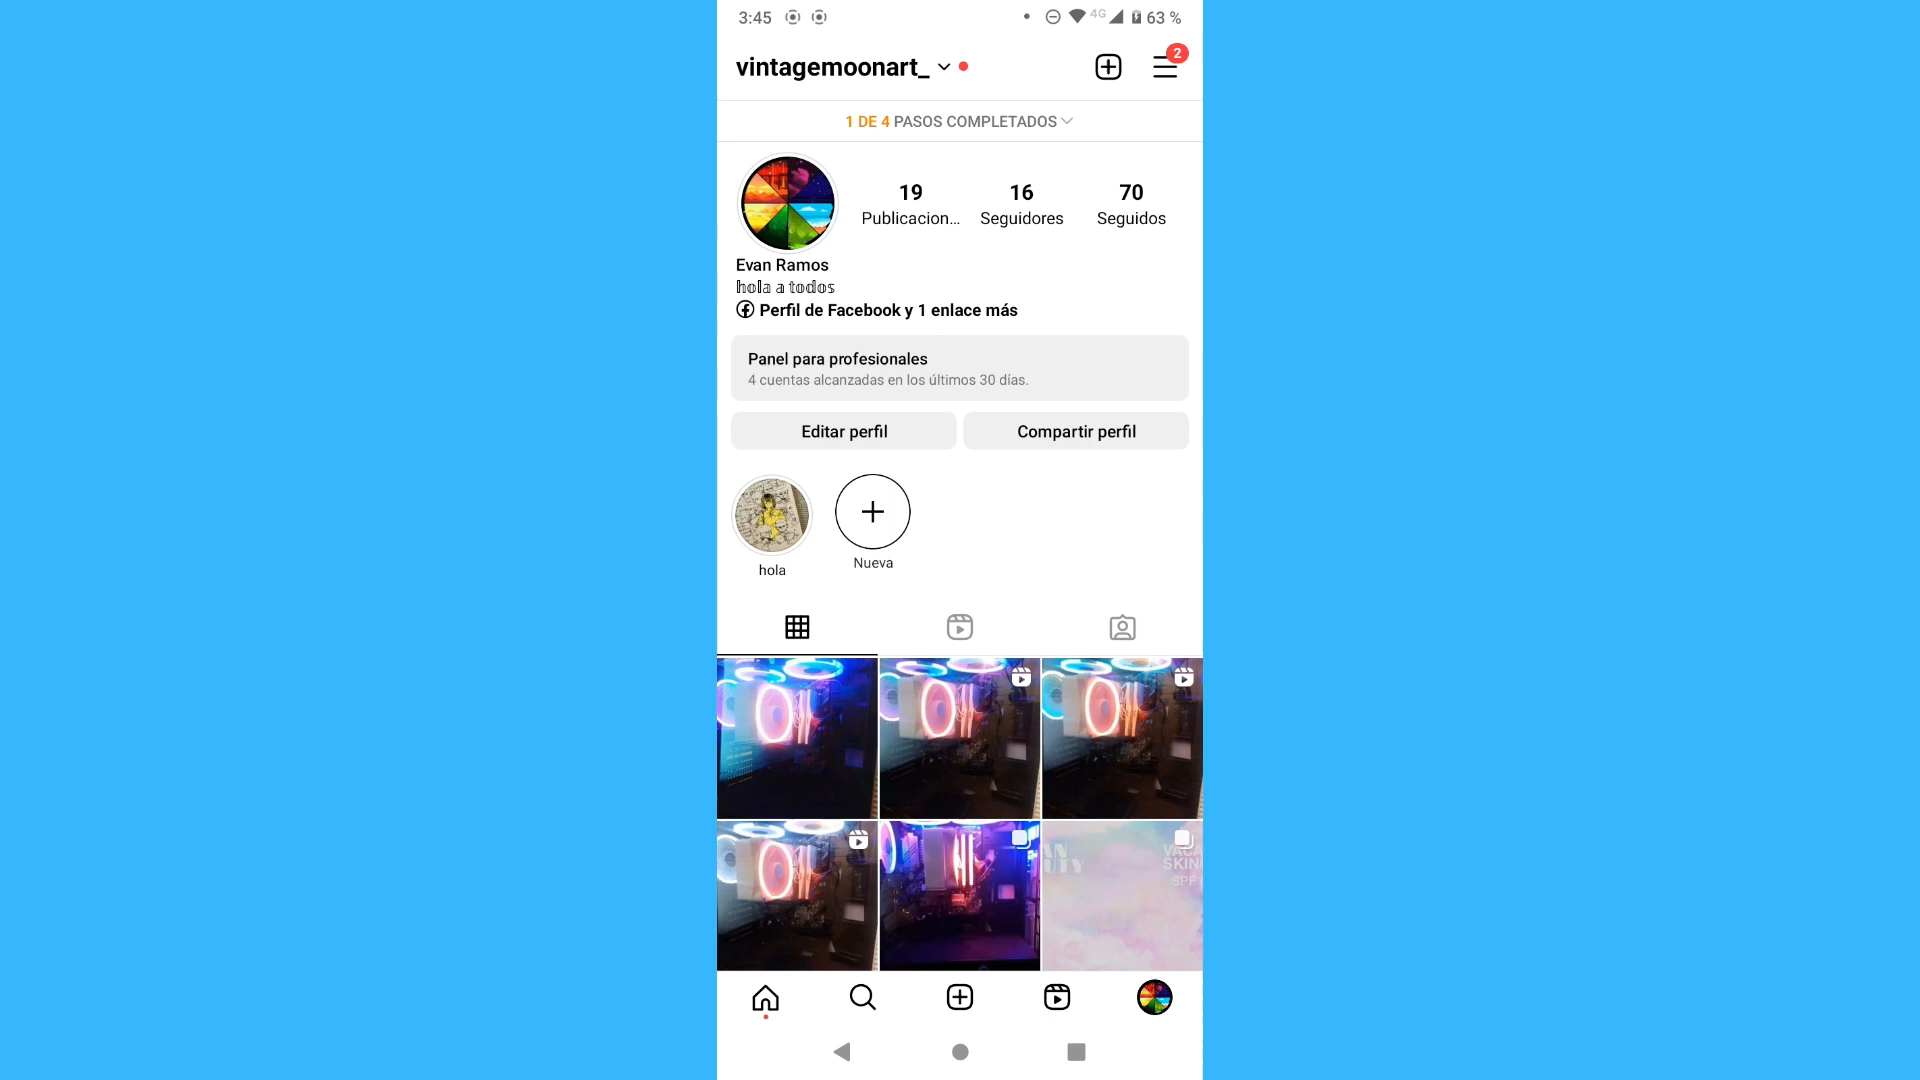 3:45 4G 63 %
vintagemoonart_ 2
1 DE 4 PASOS COMPLETADOS
19 16 70
Publicacion... Seguidores Seguidos
Evan Ramos
𝕙𝕠𝕝𝕒 𝕒 𝕥𝕠𝕕𝕠𝕤
Perfil de Facebook y 1 enlace más
Panel para profesionales
4 cuentas alcanzadas en los últimos 30 días.
Editar perfil Compartir perfil
hola Nueva
SPF